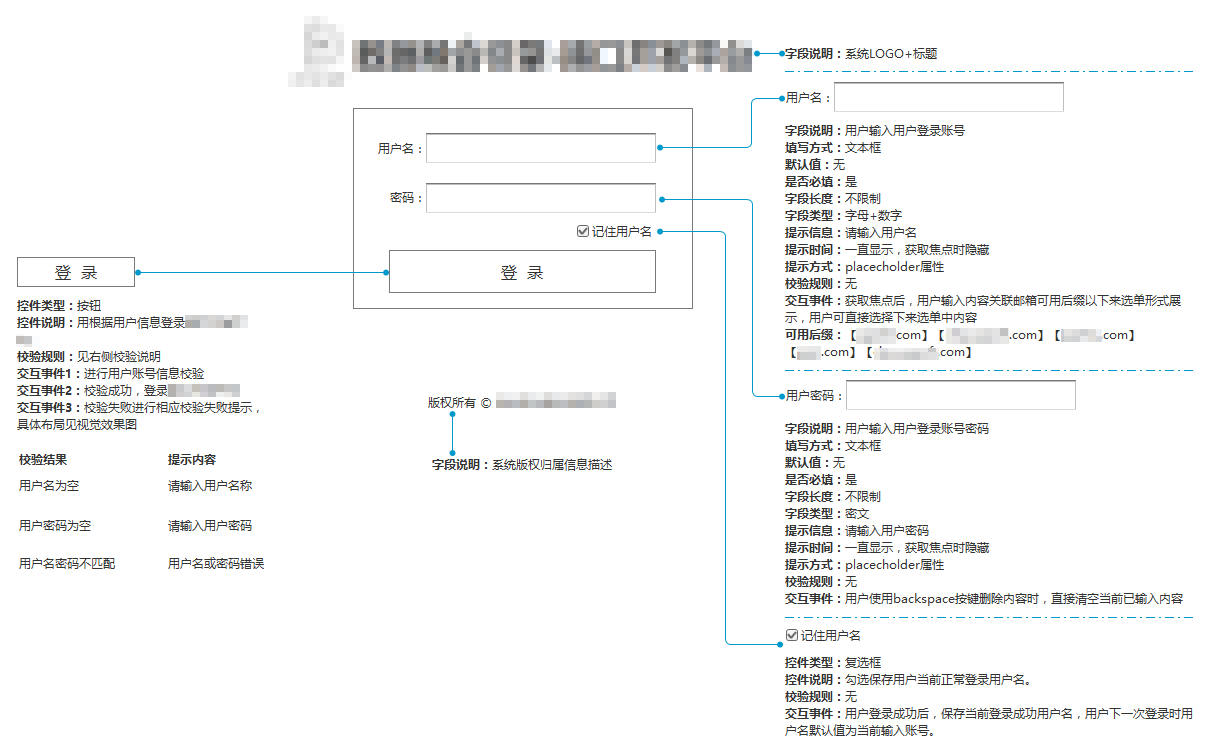 字段说明：系统LOGO+标题
用户名：
密码：
记住用户名
登 录
登 录
控件类型：按钮
控件说明：用根据用户信息登录
校验规则：见右侧校验说明
交互事件1：进行用户账号信息校验
交互事件2：校验成功，登录
交互事件3：校验失败进行相应校验失败提示，
具体布局见视觉效果图
校验结果 提示内容
用户名为空 请输入用户名称
用户密码为空 请输入用户密码
用户名密码不匹配 用户名或密码错误
版权所有 ©
字段说明：系统版权归属信息描述
用户名：
字段说明：用户输入用户登录账号
填写方式：文本框
默认值：无
是否必填：是
字段长度：不限制
字段类型：字母+数字
提示信息：请输入用户名
提示时间：一直显示，获取焦点时隐藏
提示方式：placecholder属性
校验规则：无
交互事件：获取焦点后，用户输入内容关联邮箱可用后缀以下来选单形式展
示，用户可直接选择下来选单中内容
可用后缀：【com】【.com】【.com】
【.com】【.com】
用户密码：
字段说明：用户输入用户登录账号密码
填写方式：文本框
默认值：无
是否必填：是
字段长度：不限制
字段类型：密文
提示信息：请输入用户密码
提示时间：一直显示，获取焦点时隐藏
提示方式：placecholder属性
校验规则：无
交互事件：用户使用backspace按键删除内容时，直接清空当前已输入内容
记住用户名
控件类型：复选框
控件说明：勾选保存用户当前正常登录用户名。
校验规则：无
交互事件：用户登录成功后，保存当前登录成功用户名，用户下一次登录时用
户名默认值为当前输入账号。